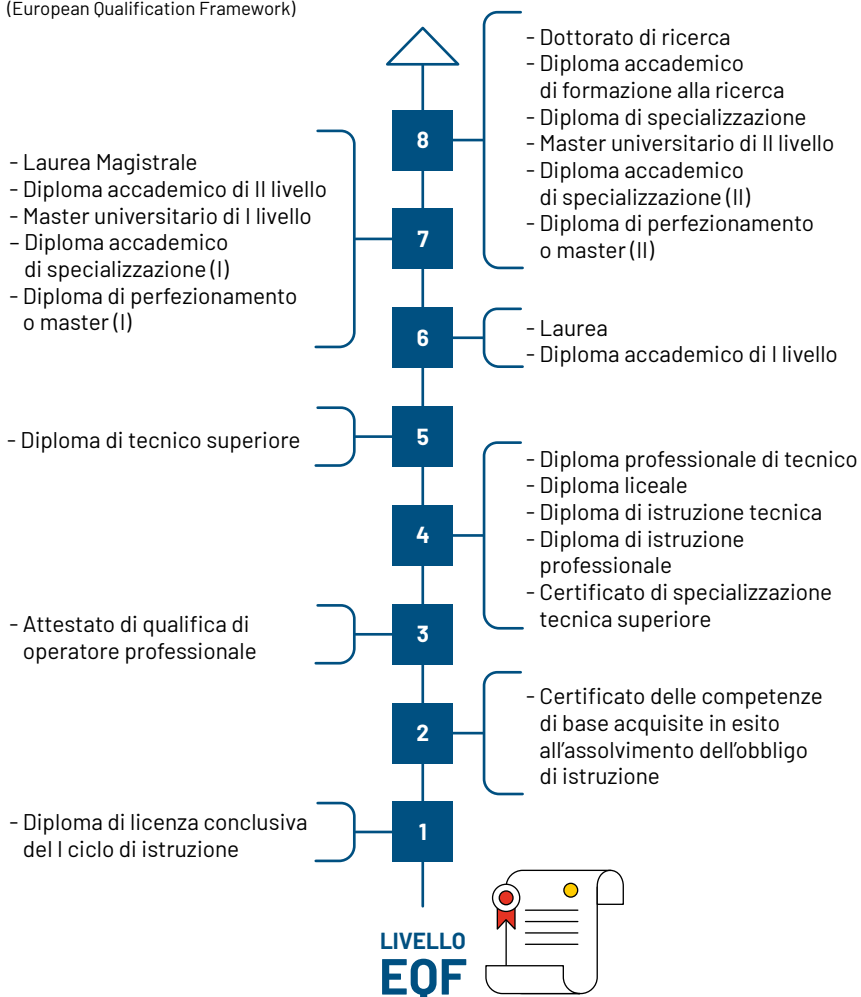 (European Qualification Framework)
8
- Dottorato di ricerca
- Diploma accademico
di formazione alla ricerca
- Diploma di specializzazione
- Master universitario di II livello
- Diploma accademico
di specializzazione (II)
- Diploma di perfezionamento
o master (II)
7
- Laurea Magistrale
- Diploma accademico di II livello
- Master universitario di I livello
- Diploma accademico
di specializzazione (I)
- Diploma di perfezionamento
o master (I)
6
- Laurea
- Diploma accademico di I livello
5
- Diploma di tecnico superiore
4
- Diploma professionale di tecnico
- Diploma liceale
- Diploma di istruzione tecnica
- Diploma di istruzione
professionale
- Certificato di specializzazione
tecnica superiore
3
- Attestato di qualifica di
operatore professionale
2
- Certificato delle competenze
di base acquisite in esito
all'assolvimento dell'obbligo
di istruzione
1
- Diploma di licenza conclusiva
del I ciclo di istruzione
LIVELLO
EQF